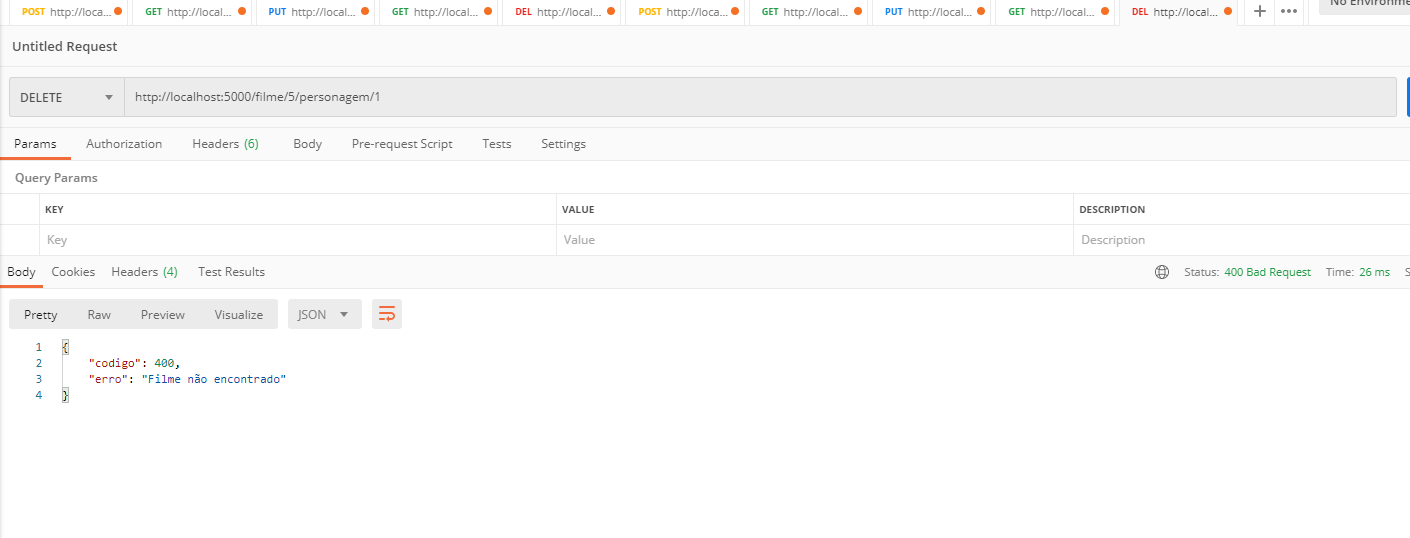 POST http://loca... GET http://local... PUT http://local... GET http://local... DEL http://local... POST http://loca... GET http://local... PUT http://local... GET http://local... DEL http://local... + ••• No Environme
Untitled Request
DELETE http://localhost:5000/filme/5/personagem/1
Params Authorization Headers (6) Body Pre-request Script Tests Settings
Query Params
KEY VALUE DESCRIPTION
Key Value Description
Body Cookies Headers (4) Test Results Status: 400 Bad Request Time: 26 ms S
Pretty Raw Preview Visualize JSON
1 {
2 "codigo": 400,
3 "erro": "Filme não encontrado"
4 }